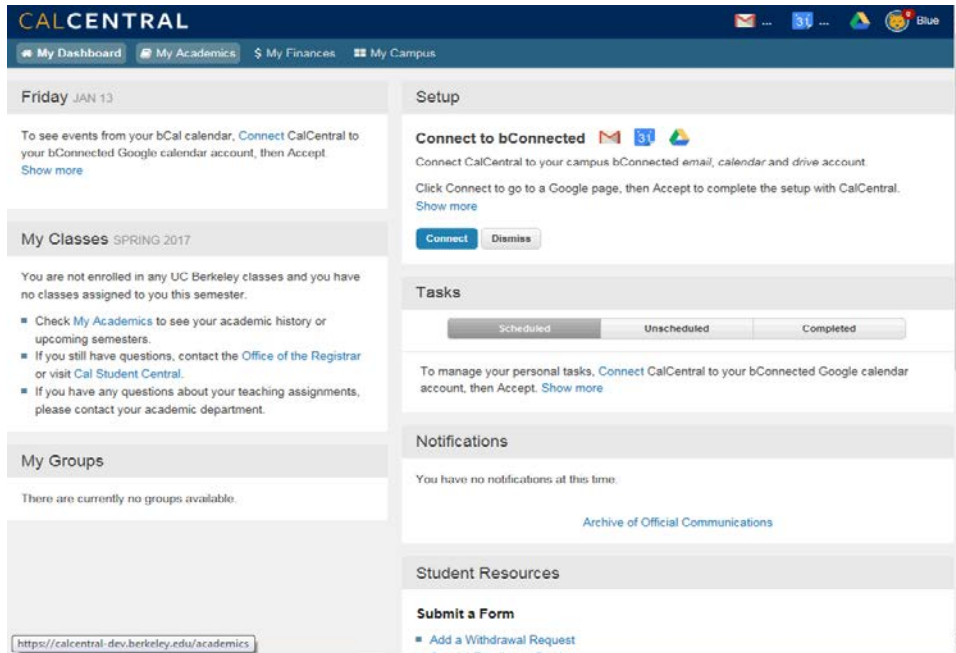 CALCENTRAL
... ... Blue
My Dashboard My Academics $ My Finances My Campus
Friday JAN 13
To see events from your bCal calendar, Connect CalCentral to
your bConnected Google calendar account, then Accept.
Show more
My Classes SPRING 2017
You are not enrolled in any UC Berkeley classes and you have
no classes assigned to you this semester.
Check My Academics to see your academic history or
upcoming semesters.
If you still have questions, contact the Office of the Registrar
or visit Cal Student Central.
If you have any questions about your teaching assignments,
please contact your academic department.
My Groups
There are currently no groups available.
Setup
Connect to bConnected 31
Connect CalCentral to your campus bConnected email, calendar and drive account.
Click Connect to go to a Google page, then Accept to complete the setup with CalCentral.
Show more
Connect Dismiss
Tasks
Scheduled Unscheduled Completed
To manage your personal tasks, Connect CalCentral to your bConnected Google calendar
account, then Accept. Show more
Notifications
You have no notifications at this time.
Archive of Official Communications
Student Resources
Submit a Form
Add a Withdrawal Request
https://calcentral-dev.berkeley.edu/academics